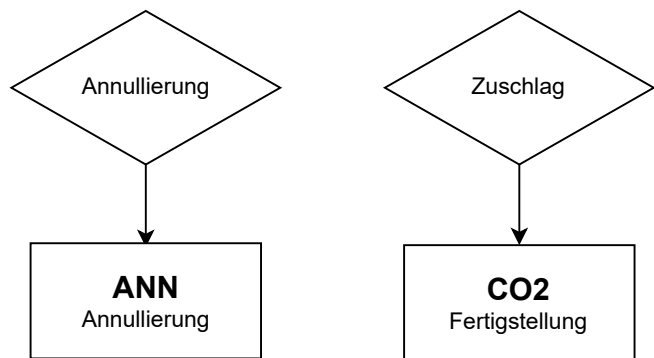 Annullierung
Zuschlag
ANN
Annullierung
CO2
Fertigstellung